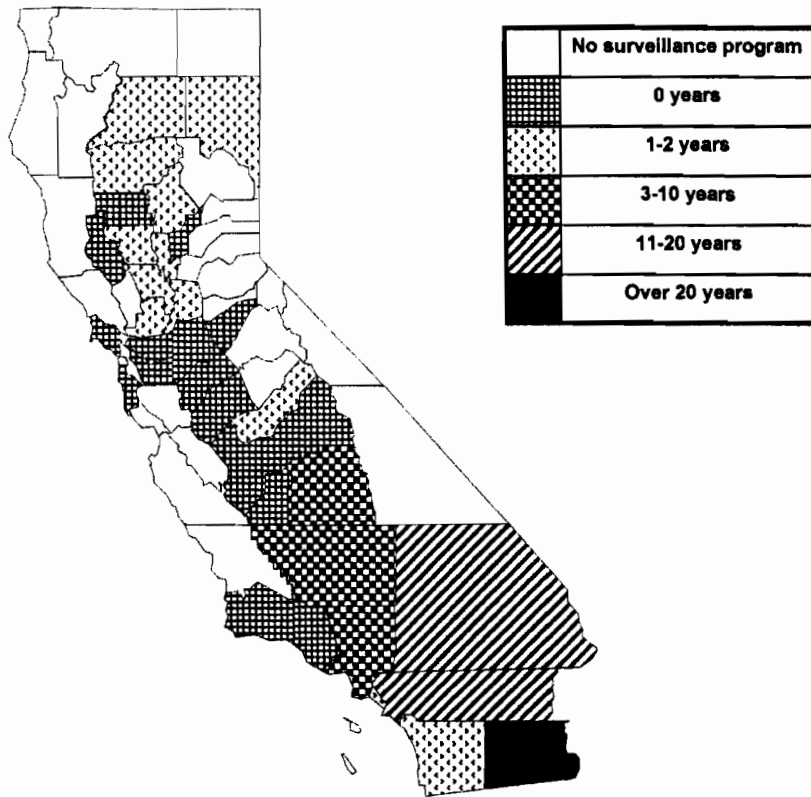 No surveillance program
0 years
1-2 years
3-10 years
11-20 years
Over 20 years